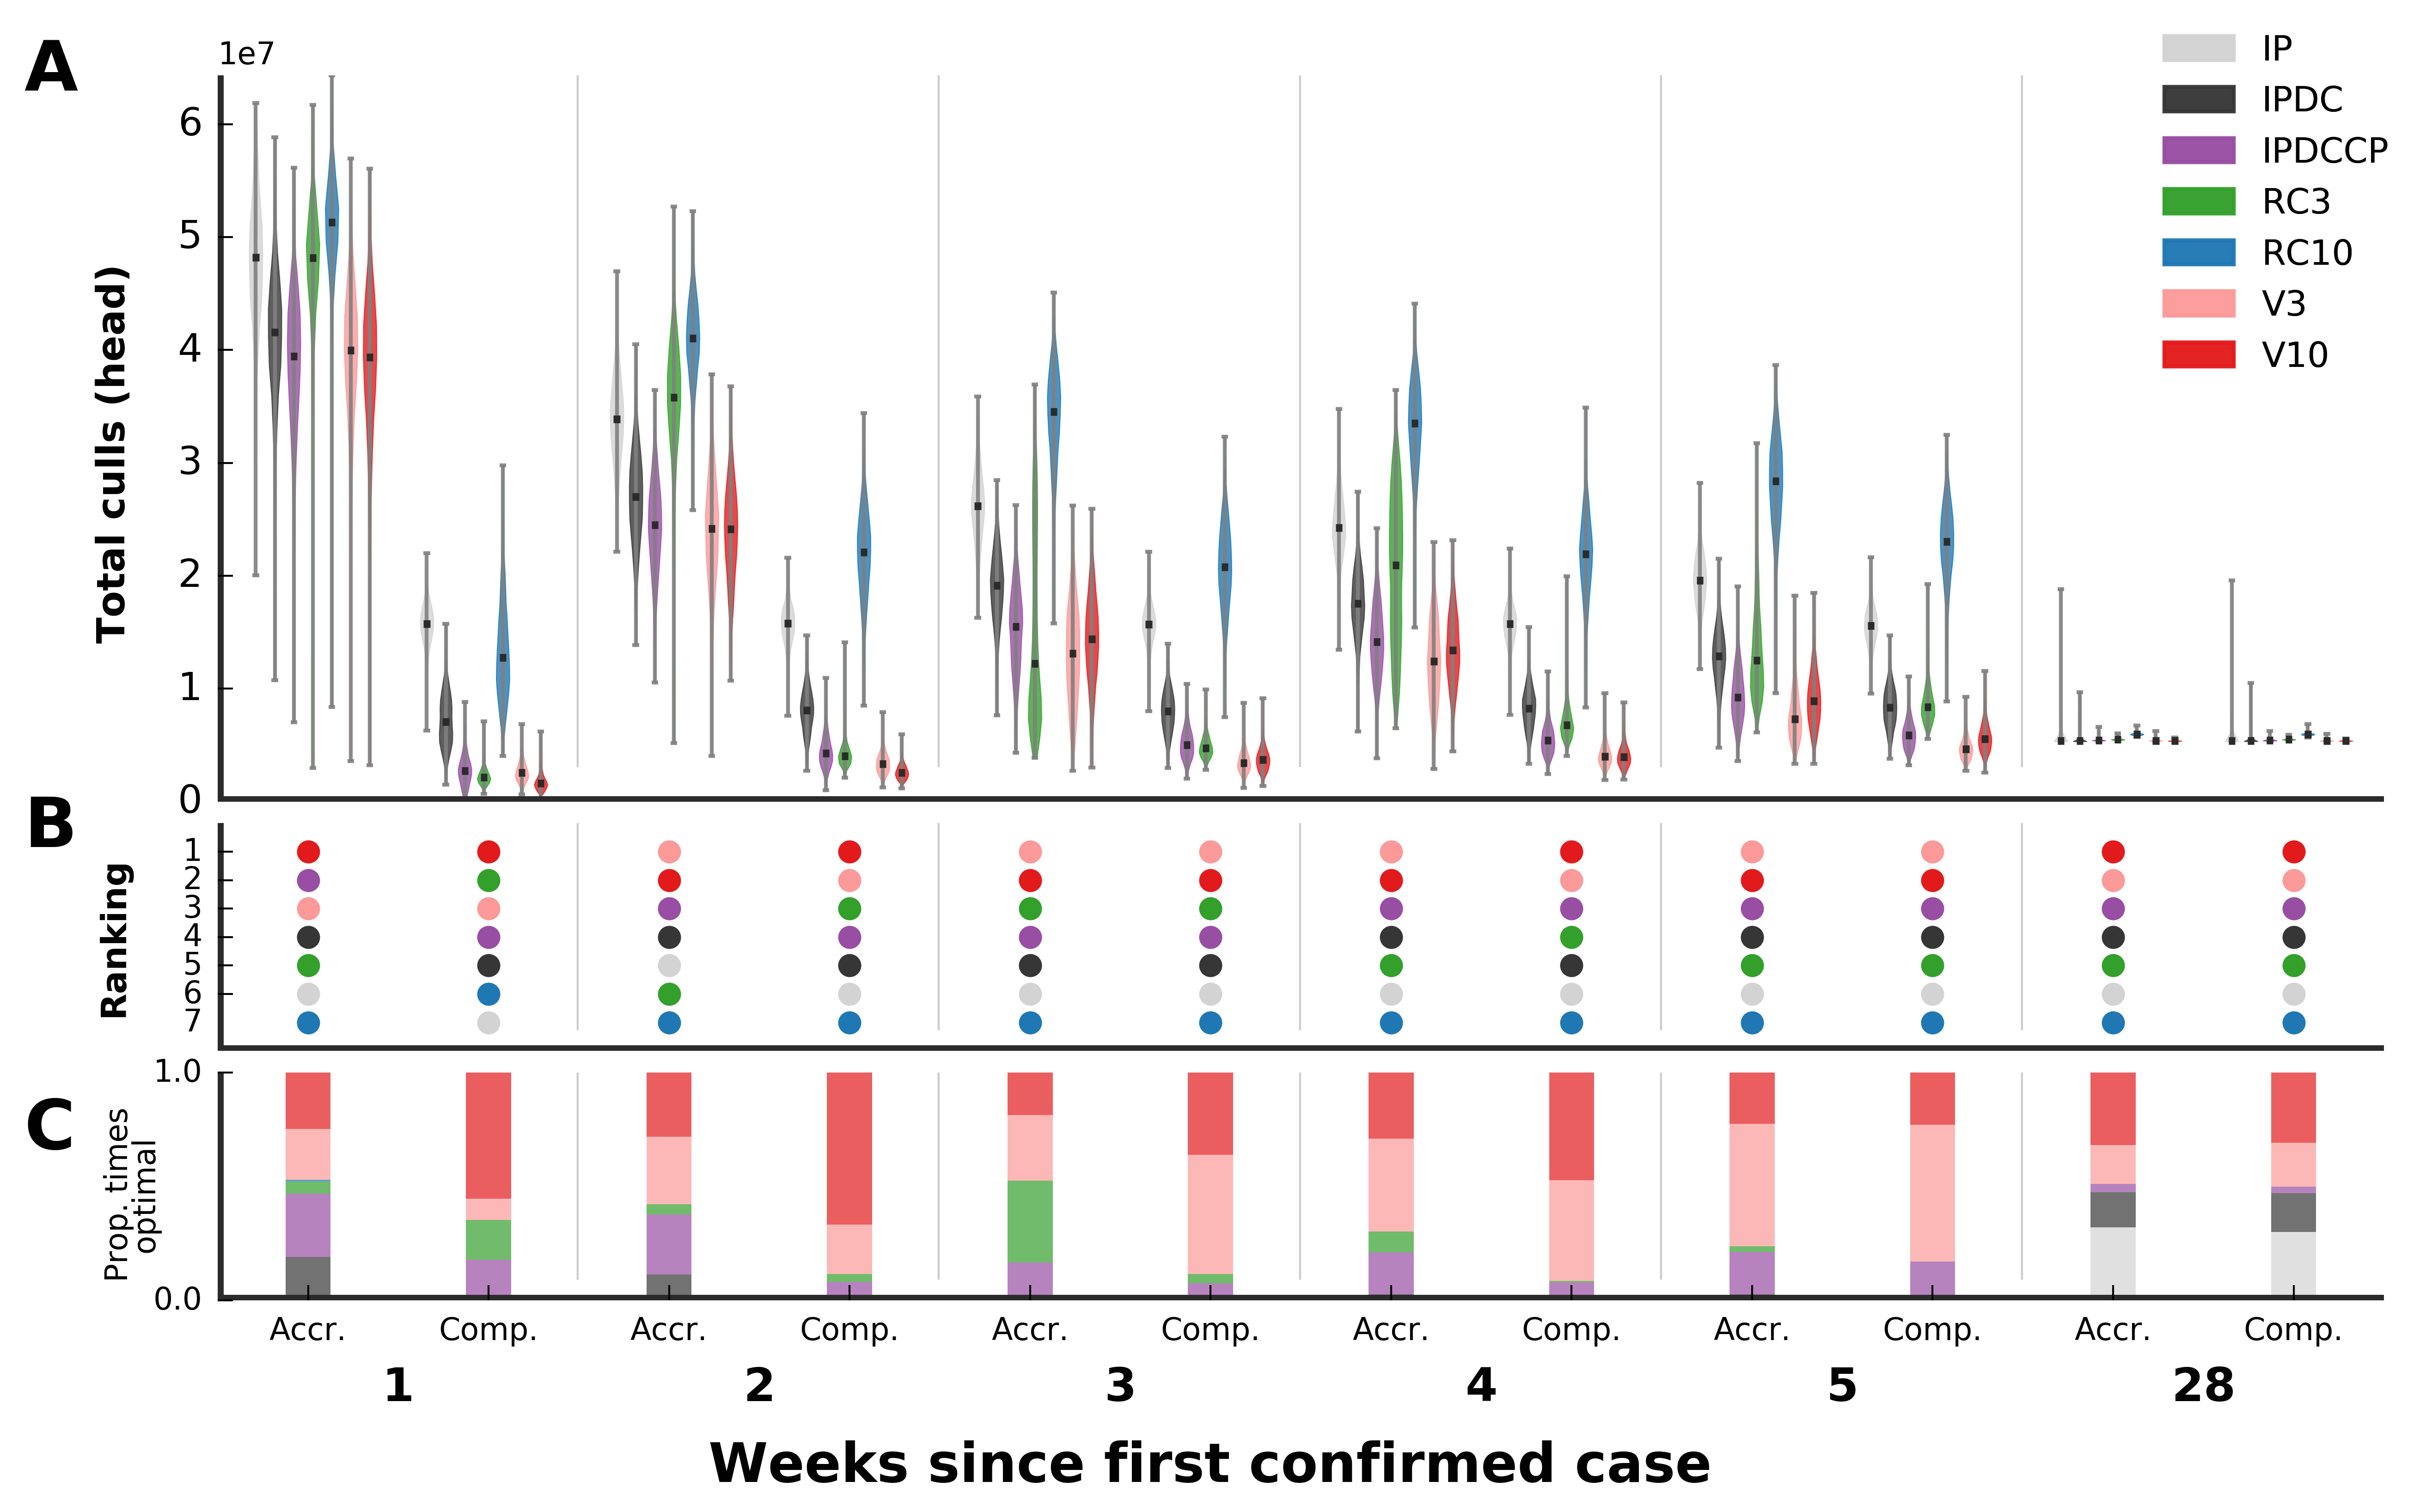 A
1e7
IP
IPDC
IPDCCP
RC3
RC10
V3
V10
Total culls (head)
6
5
4
3
2
1
0
B
Ranking
1
2
3
4
5
6
7
C
Prop. times
optimal
1.0
0.0
Accr. Comp. Accr. Comp. Accr. Comp. Accr. Comp. Accr. Comp. Accr. Comp.
1 2 3 4 5 28
Weeks since first confirmed case